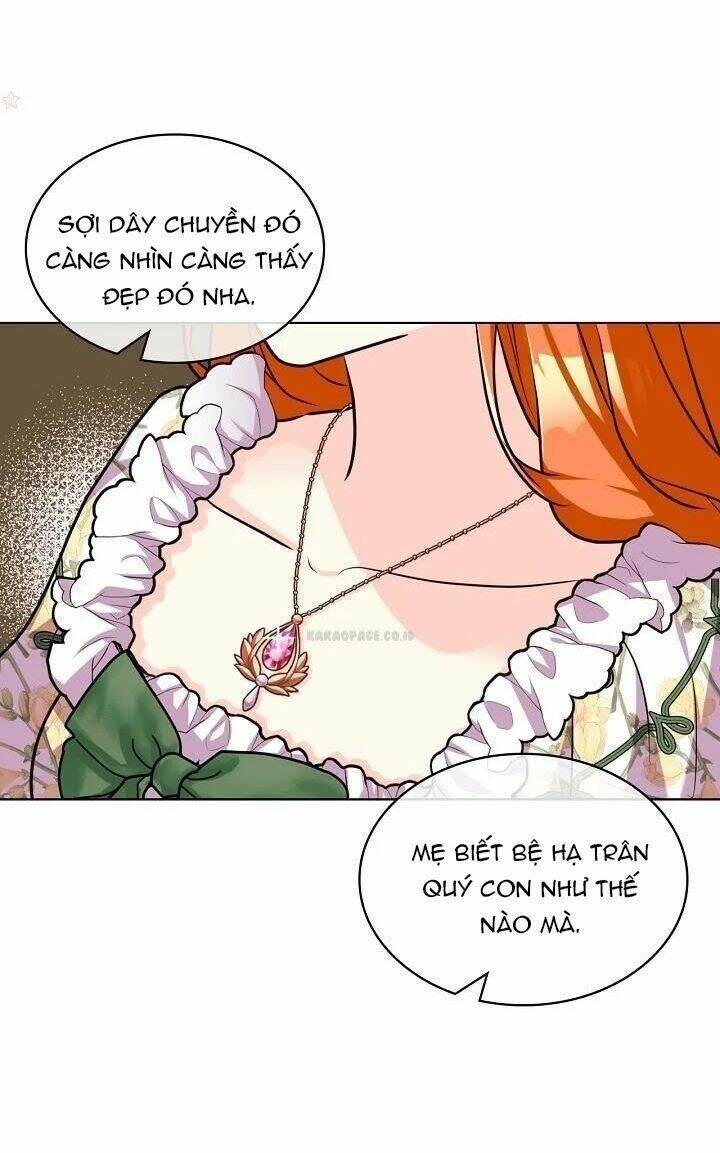 SỢI DÂY CHUYỀN ĐÓ
CÀNG NHÌN CÀNG THẤY
ĐẸP ĐÓ NHA.
KAKAOPAGE.CO.ID
MẸ BIẾT BỆ HẠ TRÂN
QUÝ CON NHƯ THẾ
NÀO MÀ.